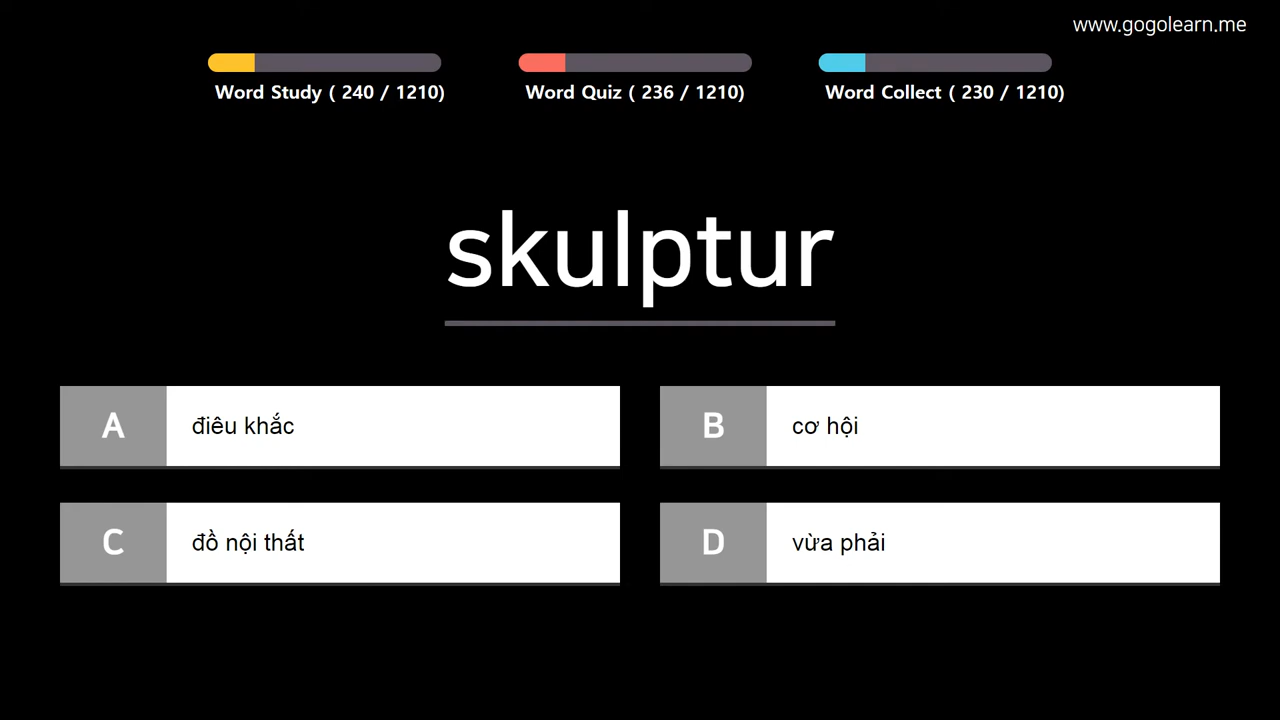 www.gogolearn.me
Word Study ( 240 / 1210)
Word Quiz ( 236 / 1210)
Word Collect ( 230 / 1210)
skulptur
A điêu khắc
B cơ hội
C đồ nội thất
D vừa phải